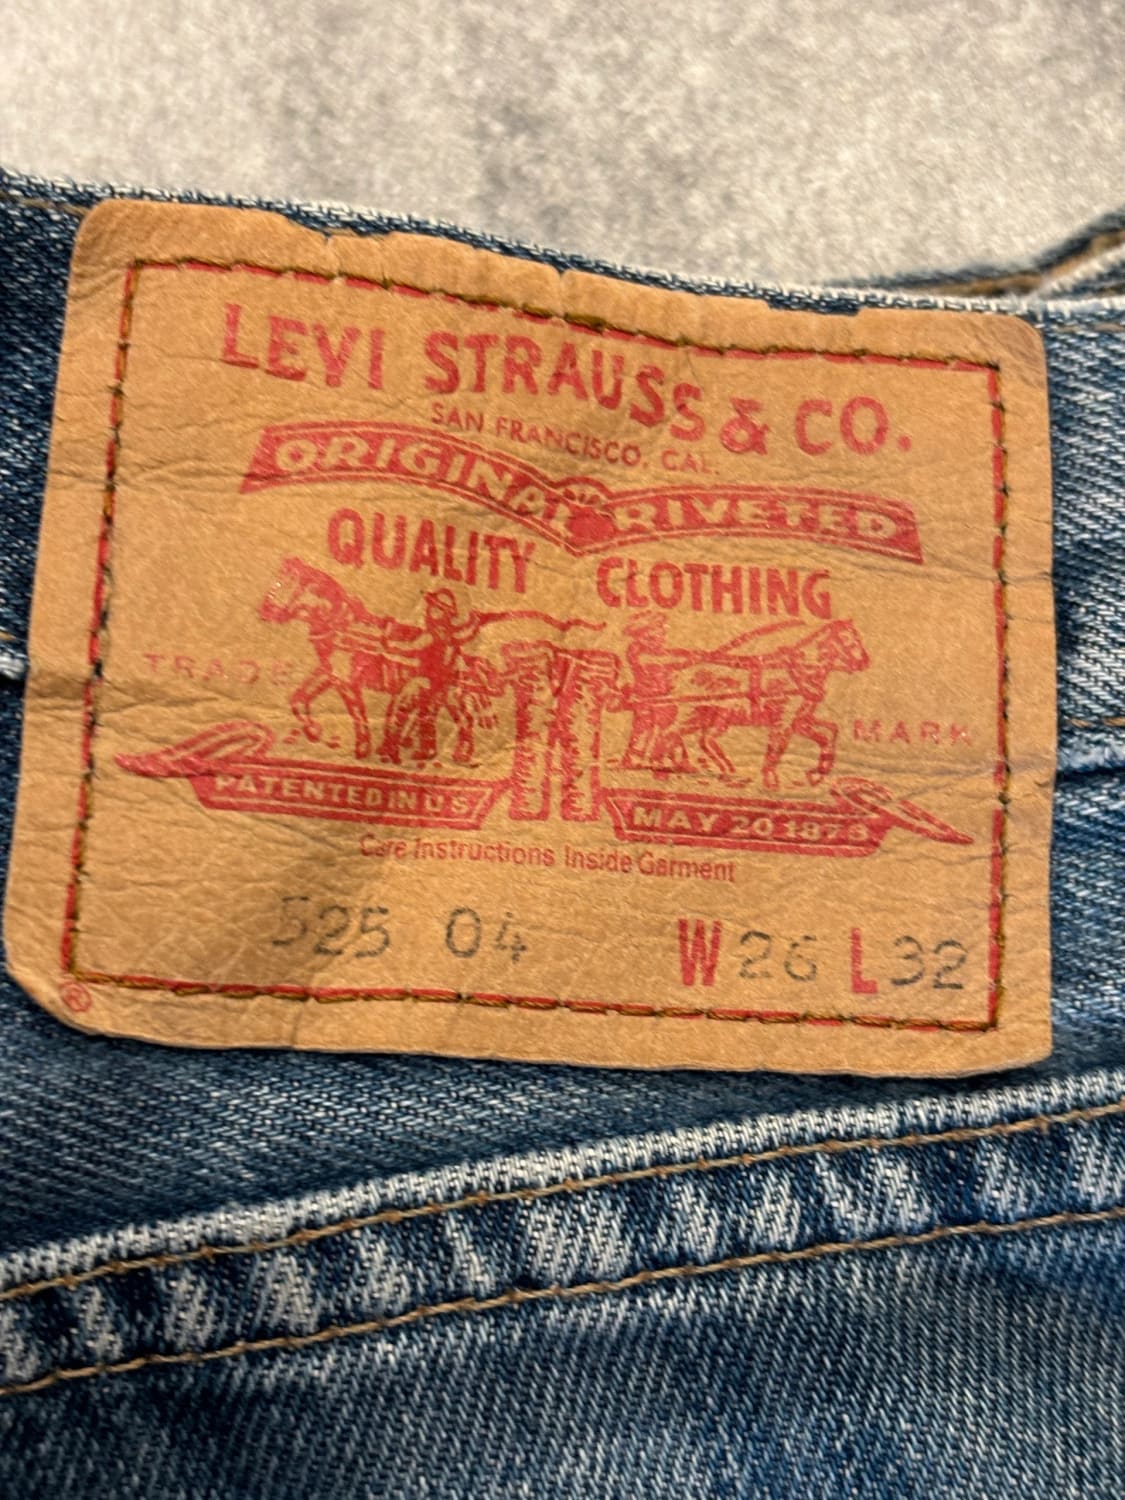 LEVI STRAUSS & CO.
SAN FRANCISCO, CAL.
ORIGINAL RIVETED
QUALITY CLOTHING
TRADE MARK
PATENTED IN U S MAY 20 1873
Care Instructions Inside Garment
525 04 W 26 L 32
®